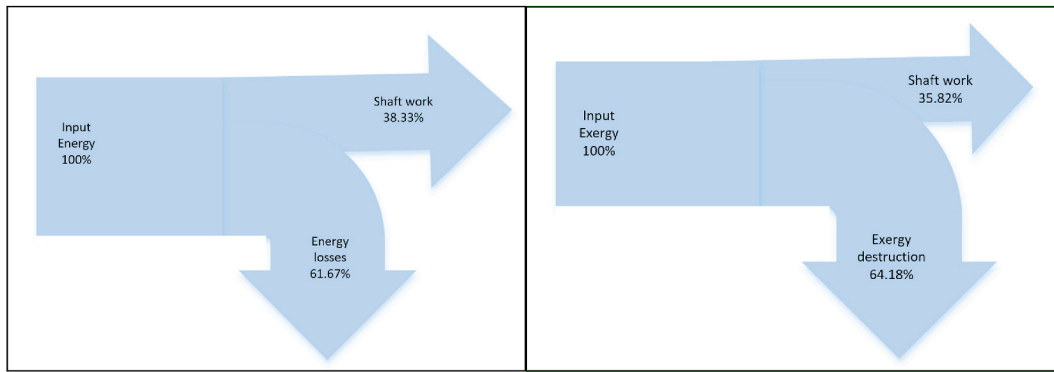 Input
Energy
100%
Shaft work
38.33%
Energy
losses
61.67%
Input
Exergy
100%
Shaft work
35.82%
Exergy
destruction
64.18%